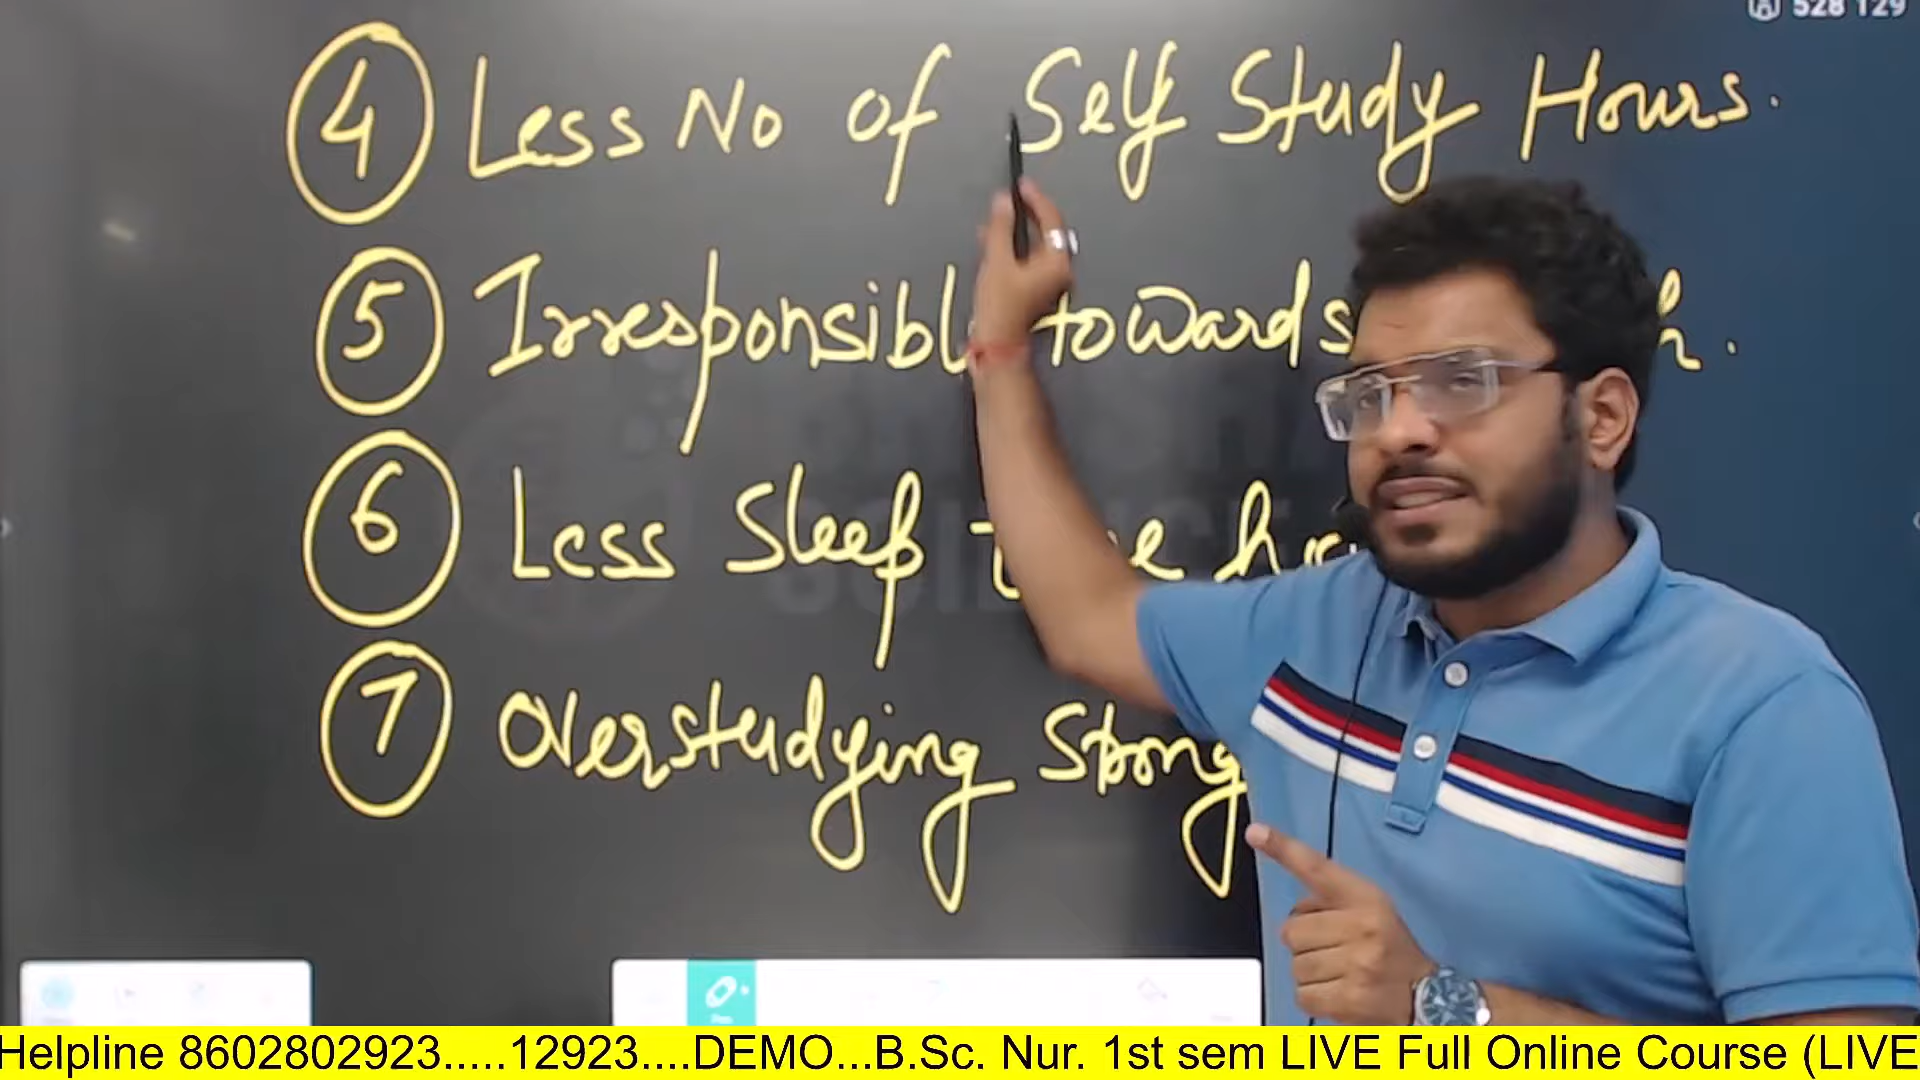 528 129
4 Less No of Self Study Hours.
5 Irresponsibl towards
6 Less Sleep
7 Overstudying Strong
Helpline 8602802923.....12923....DEMO...B.Sc. Nur. 1st sem LIVE Full Online Course (LIVE